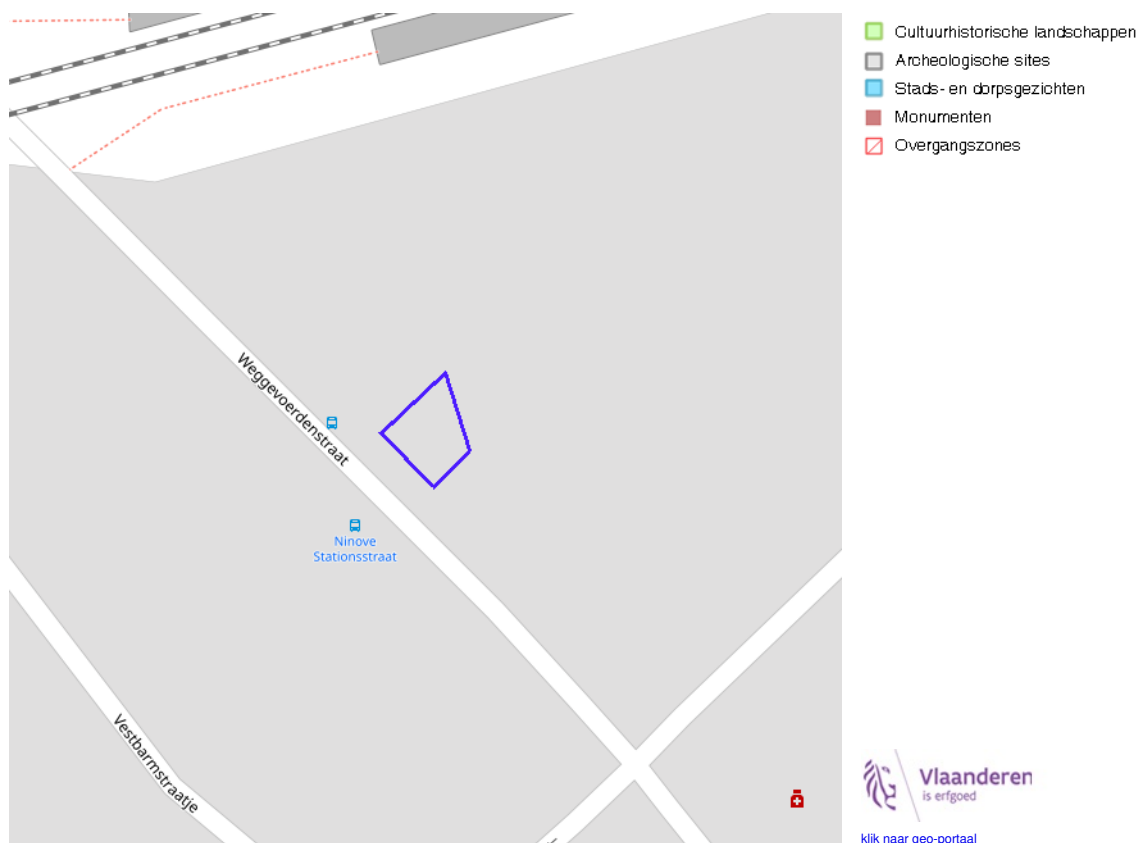 Cultuurhistorische landschappen
Archeologische sites
Stads- en dorpsgezichten
Monumenten
Overgangszones
Weggevoerdenstraat
Ninove
Stationsstraat
Vestbarmstraatje
Vlaanderen
is erfgoed
klik naar geo-portaal